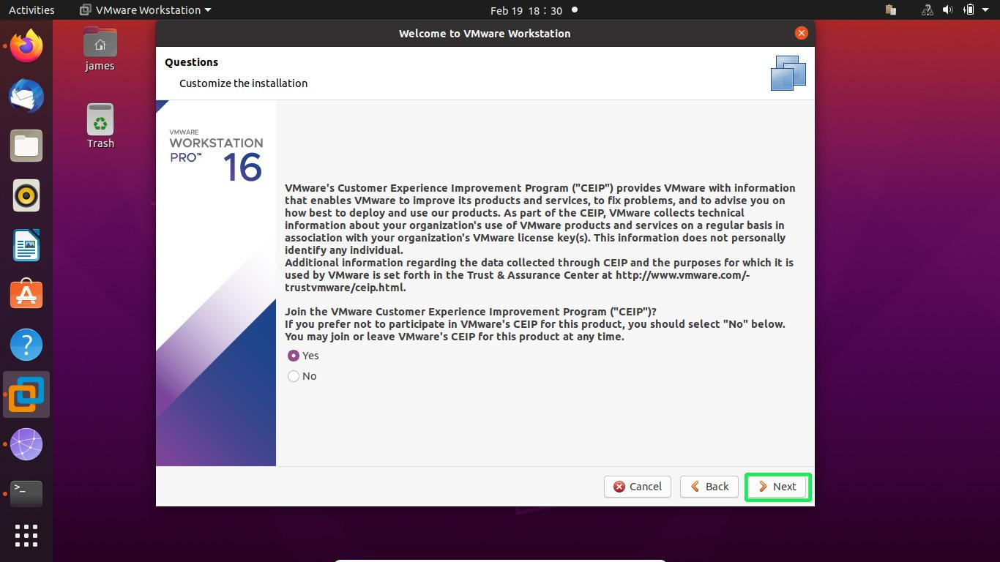 Activities
VMware Workstation
Feb 19 18 : 30
james
Trash
Welcome to VMware Workstation
Questions
Customize the installation
VMWARE
WORKSTATION
PRO™ 16
VMware's Customer Experience Improvement Program ("CEIP") provides VMware with information
that enables VMware to improve its products and services, to fix problems, and to advise you on
how best to deploy and use our products. As part of the CEIP, VMware collects technical
information about your organization's use of VMware products and services on a regular basis in
association with your organization's VMware license key(s). This information does not personally
identify any individual.
Additional information regarding the data collected through CEIP and the purposes for which it is
used by VMware is set forth in the Trust & Assurance Center at http://www.vmware.com/-
trustvmware/ceip.html.
Join the VMware Customer Experience Improvement Program ("CEIP")?
If you prefer not to participate in VMware's CEIP for this product, you should select "No" below.
You may join or leave VMware's CEIP for this product at any time.
Yes
No
Cancel
Back
Next